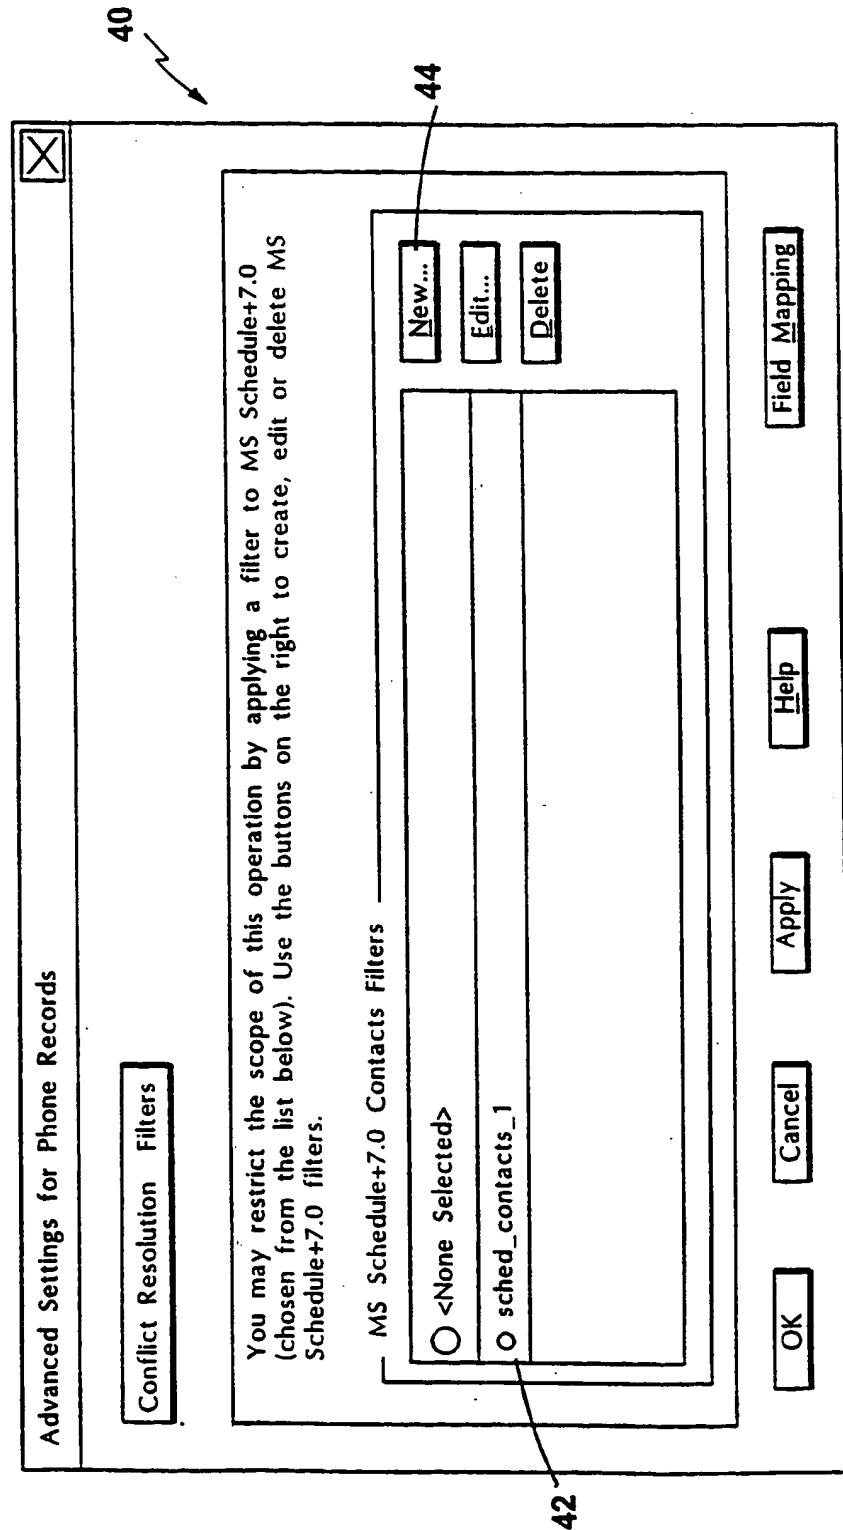 40
Advanced Settings for Phone Records
Conflict Resolution Filters
You may restrict the scope of this operation by applying a filter to MS Schedule+7.0
(chosen from the list below). Use the buttons on the right to create, edit or delete MS
Schedule+7.0 filters.
MS Schedule+7.0 Contacts Filters
44
<None Selected>
New...
sched_contacts_1
Edit...
Delete
42
OK
Cancel
Apply
Help
Field Mapping